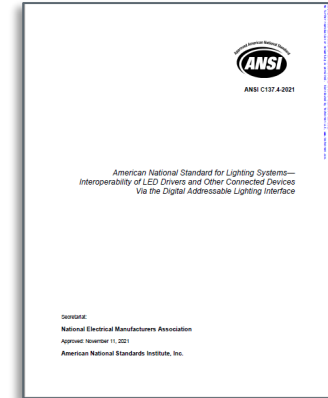 Approved American National Standard
ANSI
ANSI C137.4-2021
American National Standard for Lighting Systems—
Interoperability of LED Drivers and Other Connected Devices
Via the Digital Addressable Lighting Interface
Secretariat:
National Electrical Manufacturers Association
Approved: November 11, 2021
American National Standards Institute, Inc.